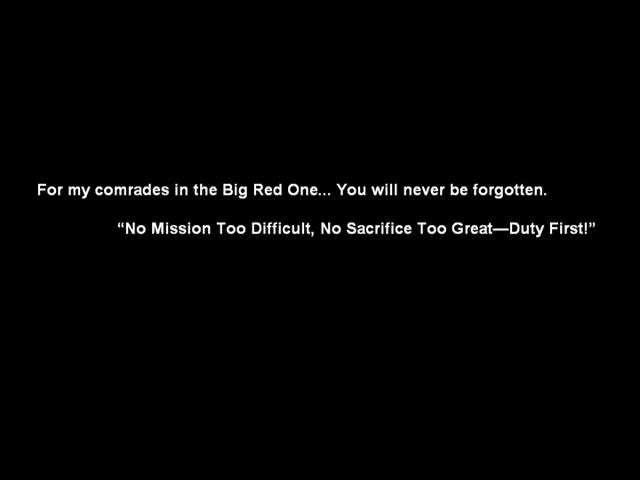 For my comrades in the Big Red One... You will never be forgotten.
“No Mission Too Difficult, No Sacrifice Too Great—Duty First!”